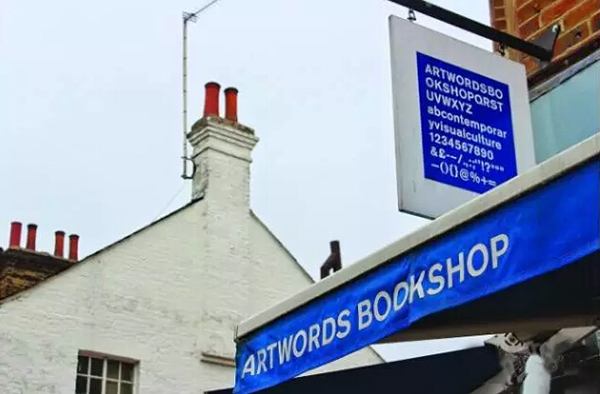 ARTWORDSBO
OKSHOPQRST
UVWXYZ
abcontemporar
yvisualculture
1234567890
ARTWORDS BOOKSHOP